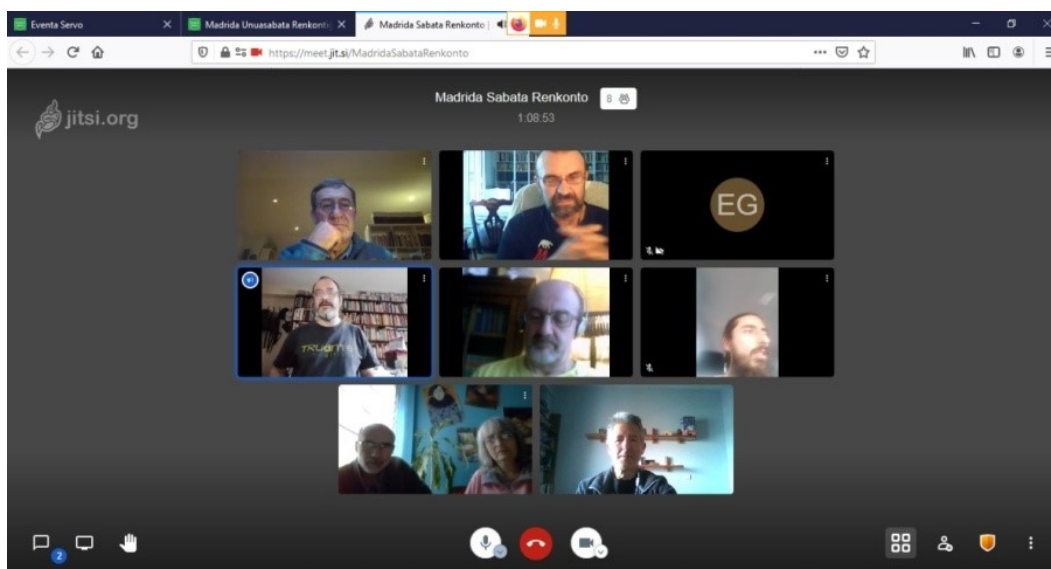 Eventa Servo
Madrida Unuasabata Renkonti
Madrida Sabata Renkonto |
https://meet.jit.si/MadridaSabataRenkonto
jitsi.org
Madrida Sabata Renkonto 8
1:08:53
EG
2